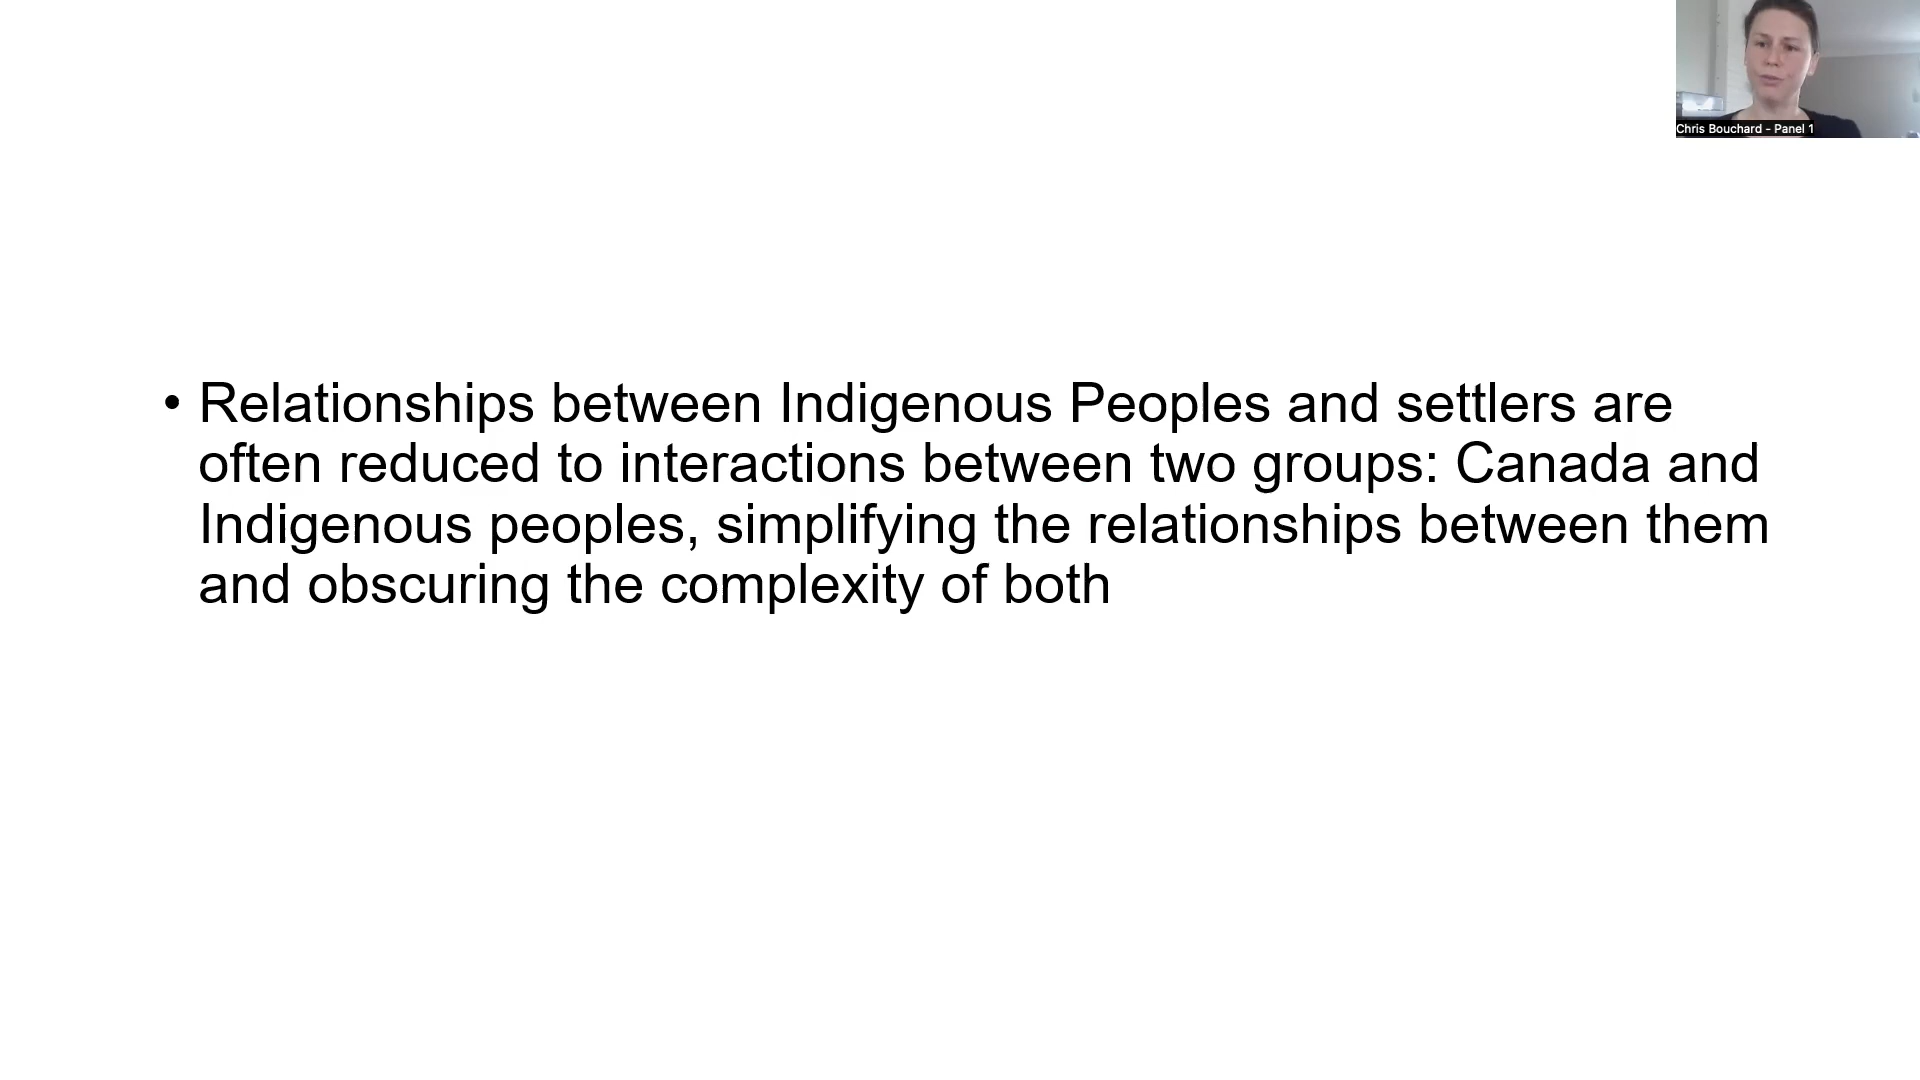 Chris Bouchard - Panel 1
• Relationships between Indigenous Peoples and settlers are
often reduced to interactions between two groups: Canada and
Indigenous peoples, simplifying the relationships between them
and obscuring the complexity of both